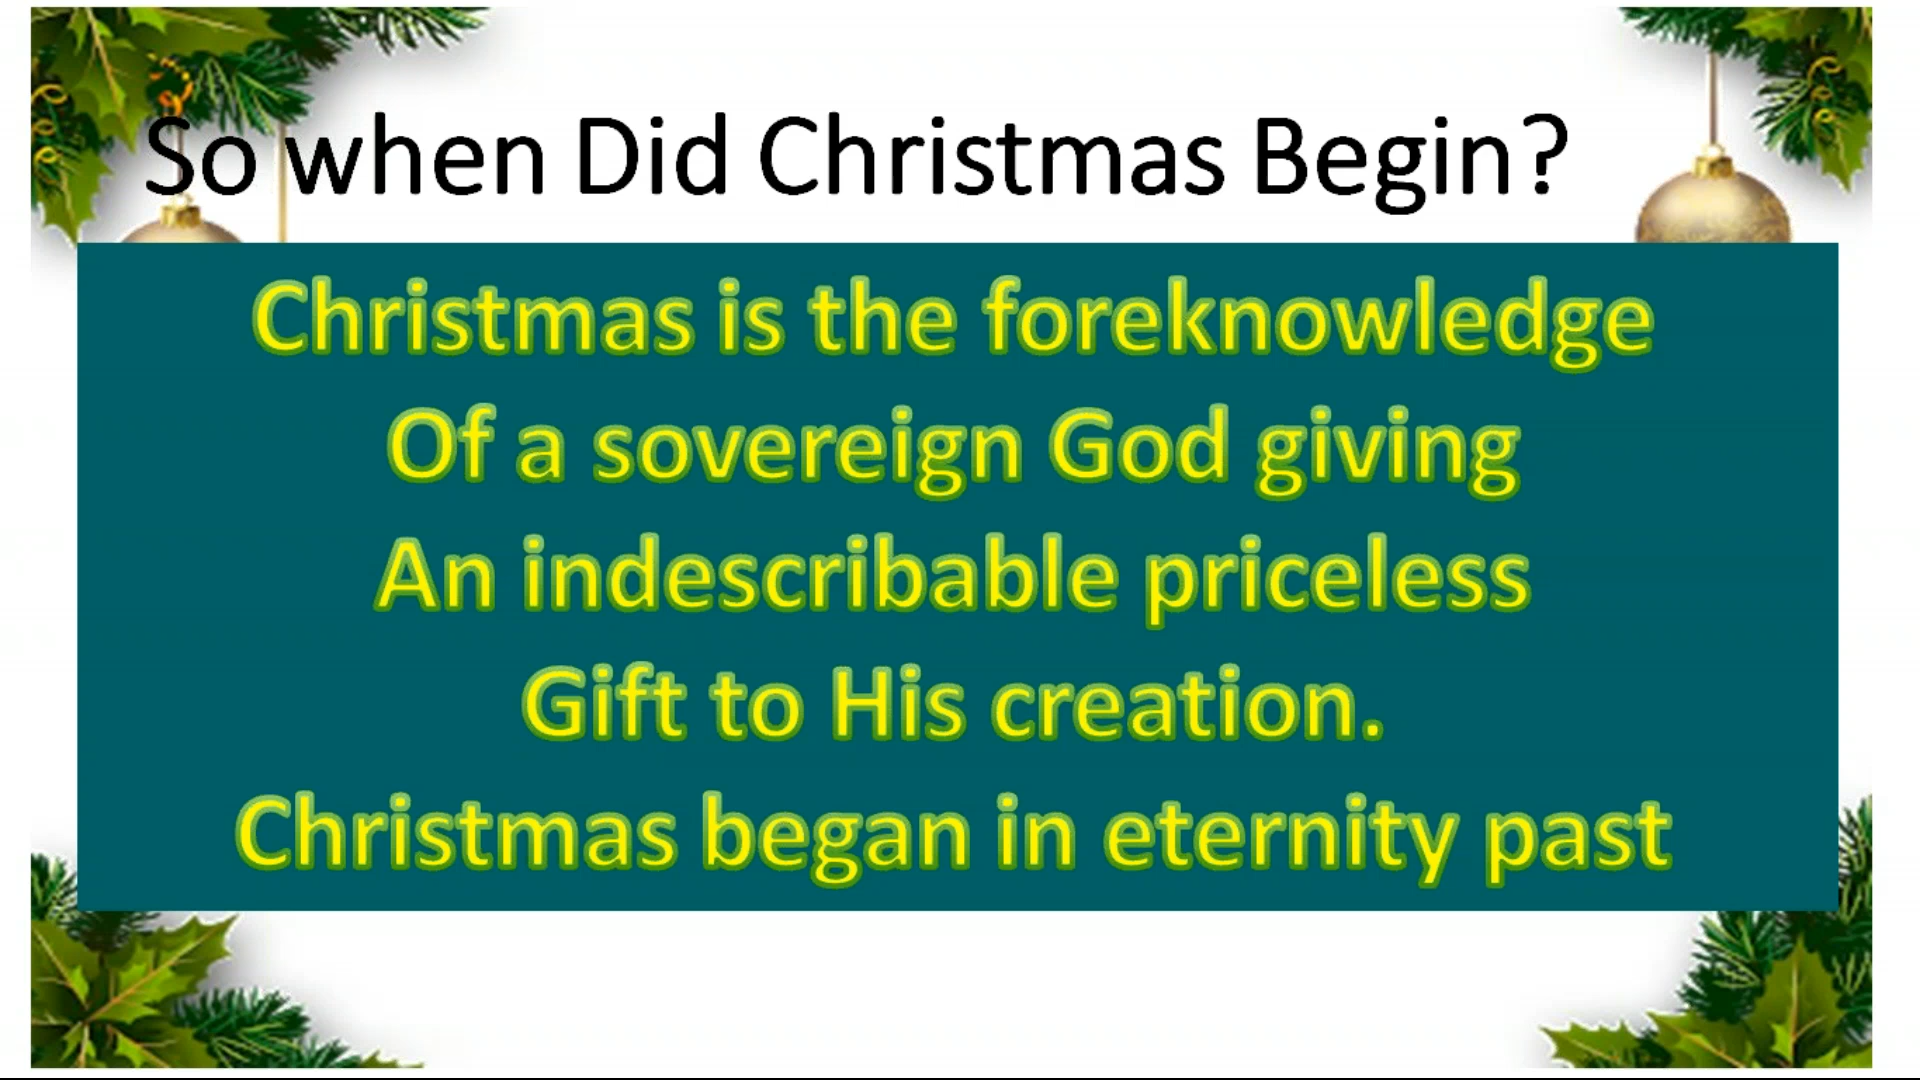 So when Did Christmas Begin?
Christmas is the foreknowledge
Of a sovereign God giving
An indescribable priceless
Gift to His creation.
Christmas began in eternity past